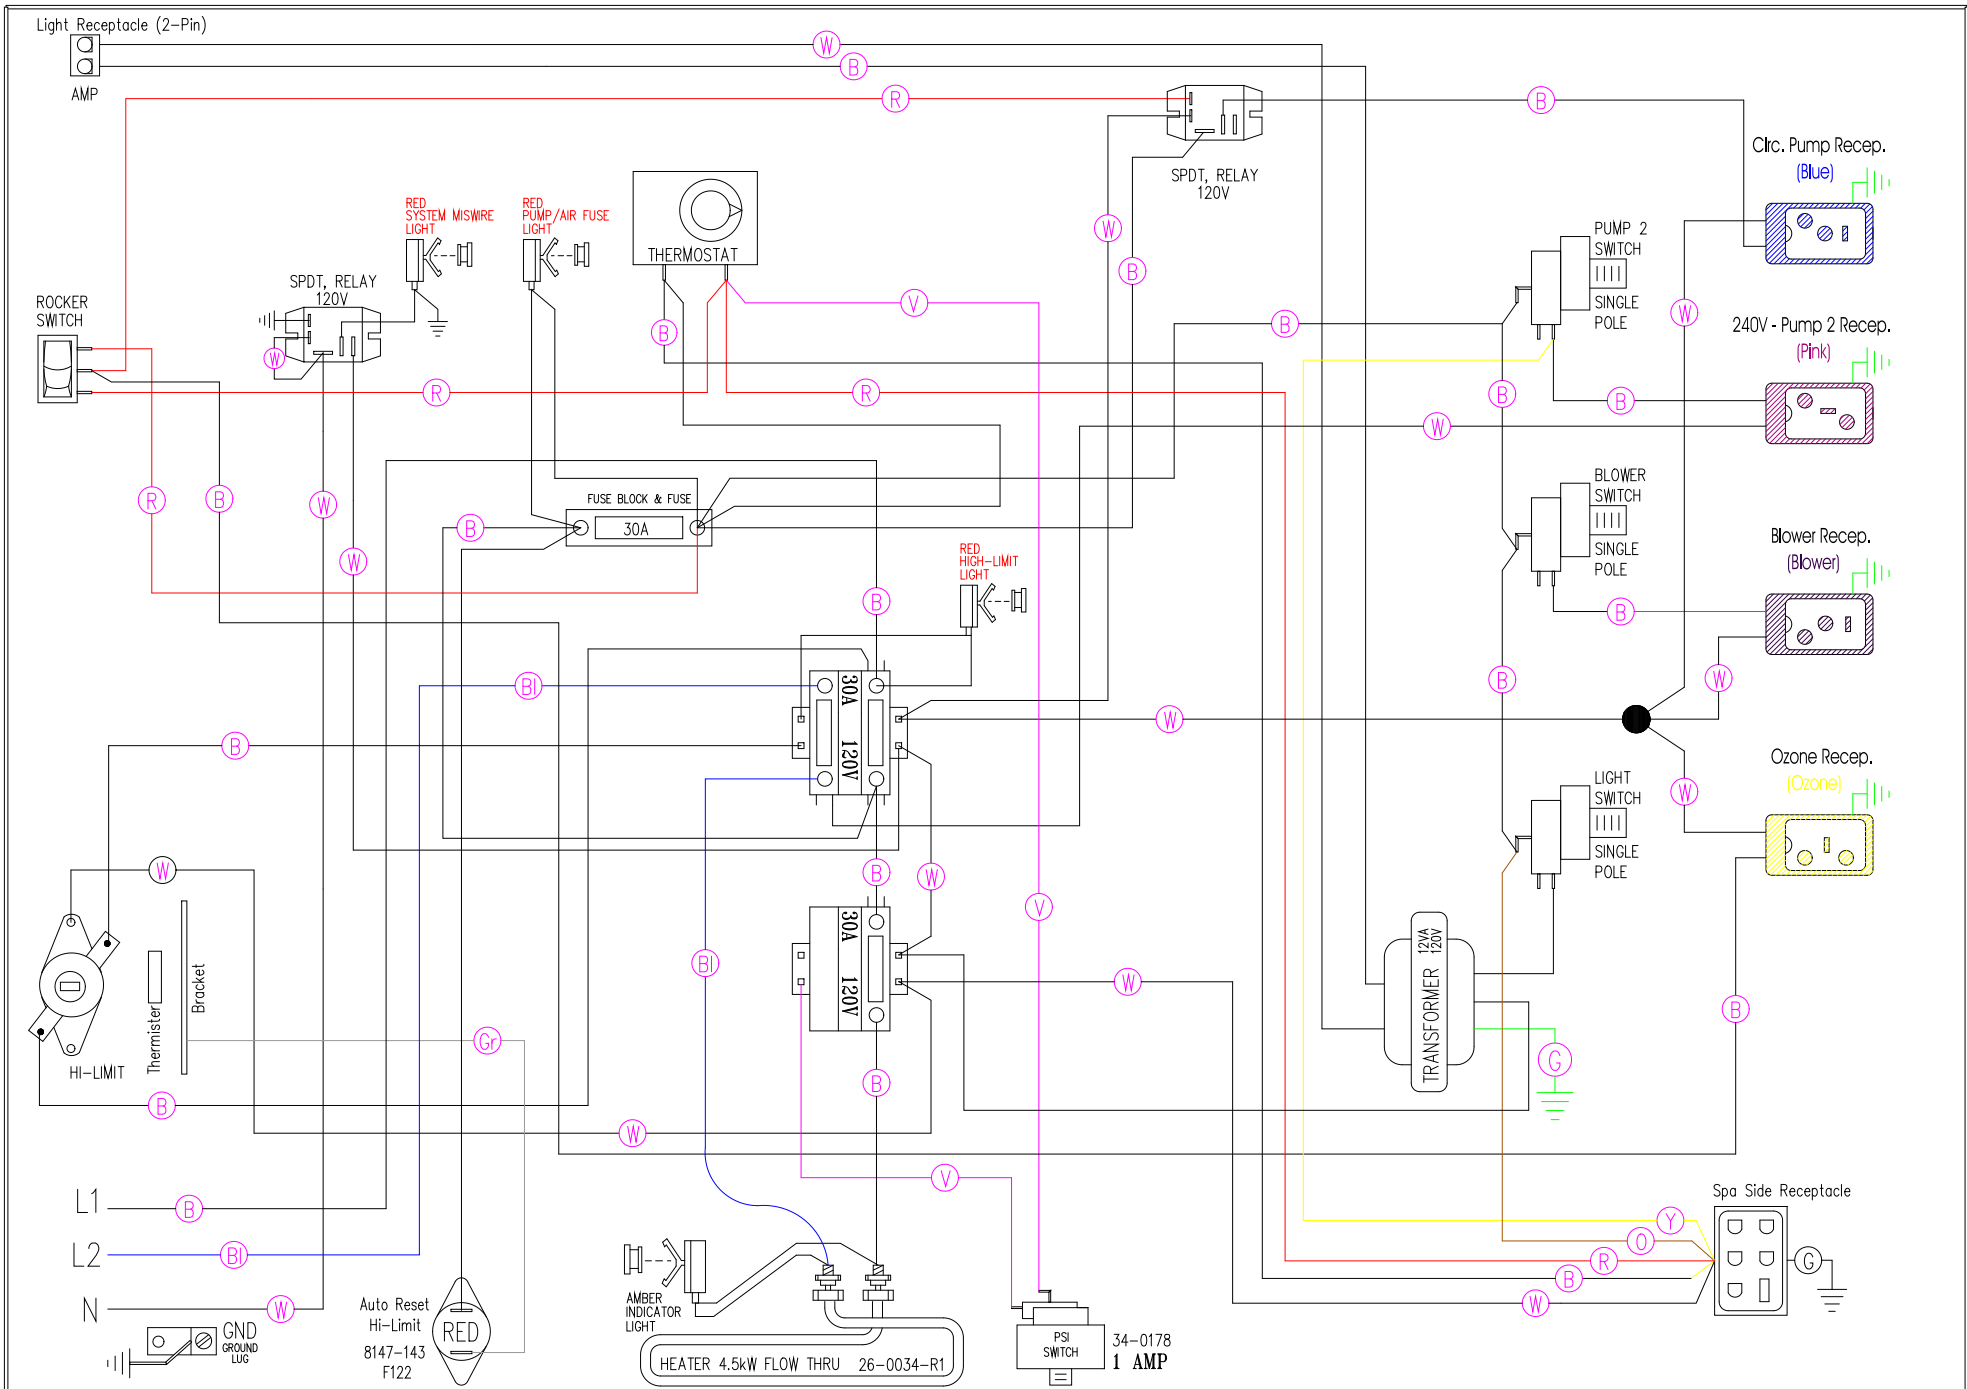 Light Receptacle (2-Pin)
AMP
W
B
R
B
SPDT, RELAY
120V
CIrc. Pump Recep.
(Blue)
RED
SYSTEM MISWIRE
LIGHT
RED
PUMP/AIR FUSE
LIGHT
THERMOSTAT
W
B
PUMP 2
SWITCH
SINGLE
POLE
SPDT, RELAY
120V
ROCKER
SWITCH
W
B
V
B
W
240V - Pump 2 Recep.
(Pink)
R
R
B
B
W
R
B
W
B
W
FUSE BLOCK & FUSE
30A
BLOWER
SWITCH
SINGLE
POLE
Blower Recep.
(Blower)
RED
HIGH-LIMIT
LIGHT
B
B
Bl
30A
120V
W
B
W
B
W
Ozone Recep.
(Ozone)
LIGHT
SWITCH
SINGLE
POLE
W
W
B
W
V
30A
120V
Bl
W
B
TRANSFORMER
12VA
120V
G
Thermister
Bracket
HI-LIMIT
Gr
B
B
W
V
L1
B
L2
Bl
N
W
GND
GROUND
LUG
Auto Reset
Hi-Limit
8147-143
F122
RED
AMBER
INDICATOR
LIGHT
HEATER 4.5kW FLOW THRU 26-0034-R1
PSI
SWITCH
34-0178
1 AMP
Spa Side Receptacle
Y
O
R
B
W
G